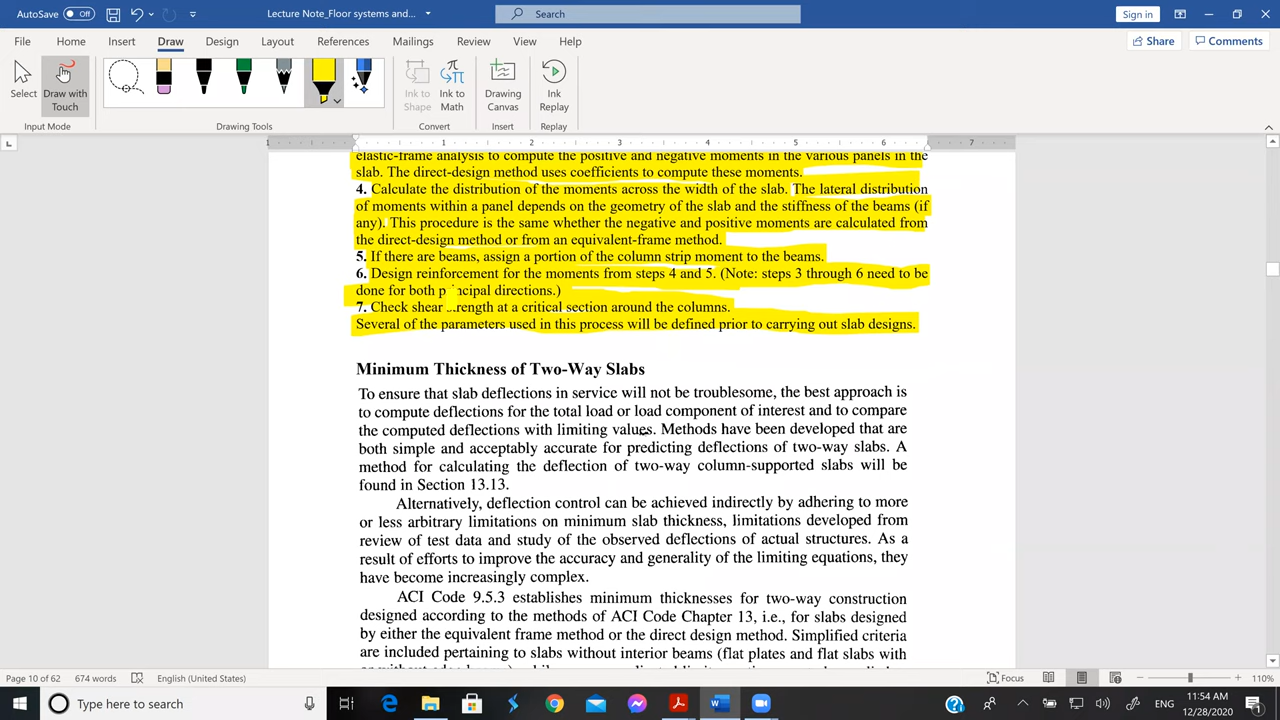 AutoSave Off
Lecture Note_Floor systems and...
Search
Sign in
File Home Insert Draw Design Layout References Mailings Review View Help
Share Comments
Select Draw with Touch
Ink to Shape Ink to Math
Drawing Canvas
Ink Replay
Input Mode Drawing Tools Convert Insert Replay
1 1 2 3 4 5 6 7
elastic-frame analysis to compute the positive and negative moments in the various panels in the
slab. The direct-design method uses coefficients to compute these moments.
4. Calculate the distribution of the moments across the width of the slab. The lateral distribution
of moments within a panel depends on the geometry of the slab and the stiffness of the beams (if
any). This procedure is the same whether the negative and positive moments are calculated from
the direct-design method or from an equivalent-frame method.
5. If there are beams, assign a portion of the column strip moment to the beams.
6. Design reinforcement for the moments from steps 4 and 5. (Note: steps 3 through 6 need to be
done for both principal directions.)
7. Check shear strength at a critical section around the columns.
Several of the parameters used in this process will be defined prior to carrying out slab designs.
Minimum Thickness of Two-Way Slabs
To ensure that slab deflections in service will not be troublesome, the best approach is
to compute deflections for the total load or load component of interest and to compare
the computed deflections with limiting values. Methods have been developed that are
both simple and acceptably accurate for predicting deflections of two-way slabs. A
method for calculating the deflection of two-way column-supported slabs will be
found in Section 13.13.
Alternatively, deflection control can be achieved indirectly by adhering to more
or less arbitrary limitations on minimum slab thickness, limitations developed from
review of test data and study of the observed deflections of actual structures. As a
result of efforts to improve the accuracy and generality of the limiting equations, they
have become increasingly complex.
ACI Code 9.5.3 establishes minimum thicknesses for two-way construction
designed according to the methods of ACI Code Chapter 13, i.e., for slabs designed
by either the equivalent frame method or the direct design method. Simplified criteria
are included pertaining to slabs without interior beams (flat plates and flat slabs with
Page 10 of 62 674 words English (United States) Focus 110%
Type here to search
11:54 AM
12/28/2020